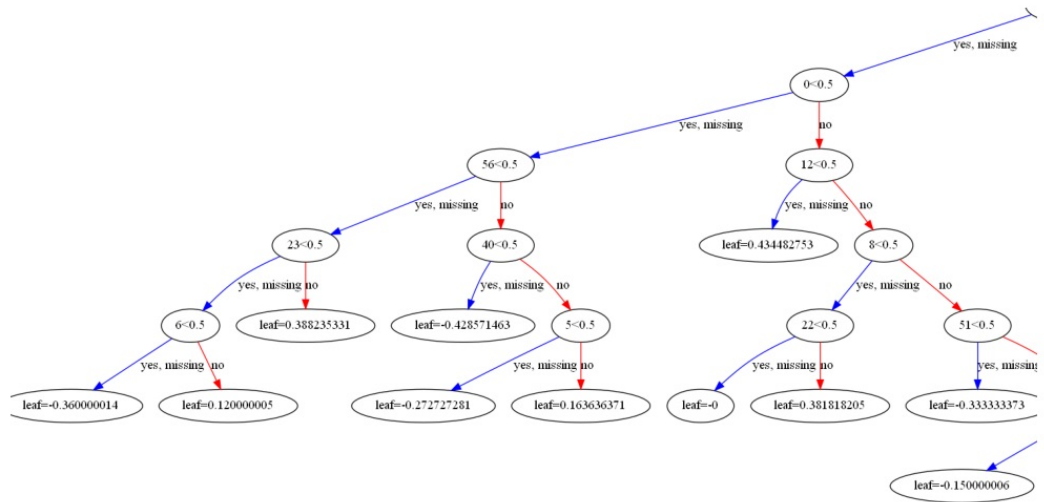 yes, missing
0<0.5
yes, missing no
56<0.5 12<0.5
yes, missing no yes, missing no
23<0.5 40<0.5 leaf=0.434482753 8<0.5
yes, missing no yes, missing no yes, missing no
6<0.5 leaf=0.388235331 leaf=-0.428571463 5<0.5 22<0.5 51<0.5
yes, missing no yes, missing no yes, missing no yes, missing
leaf=-0.360000014 leaf=0.120000005 leaf=-0.272727281 leaf=0.163636371 leaf=-0 leaf=0.381818205 leaf=-0.333333373
leaf=-0.150000006